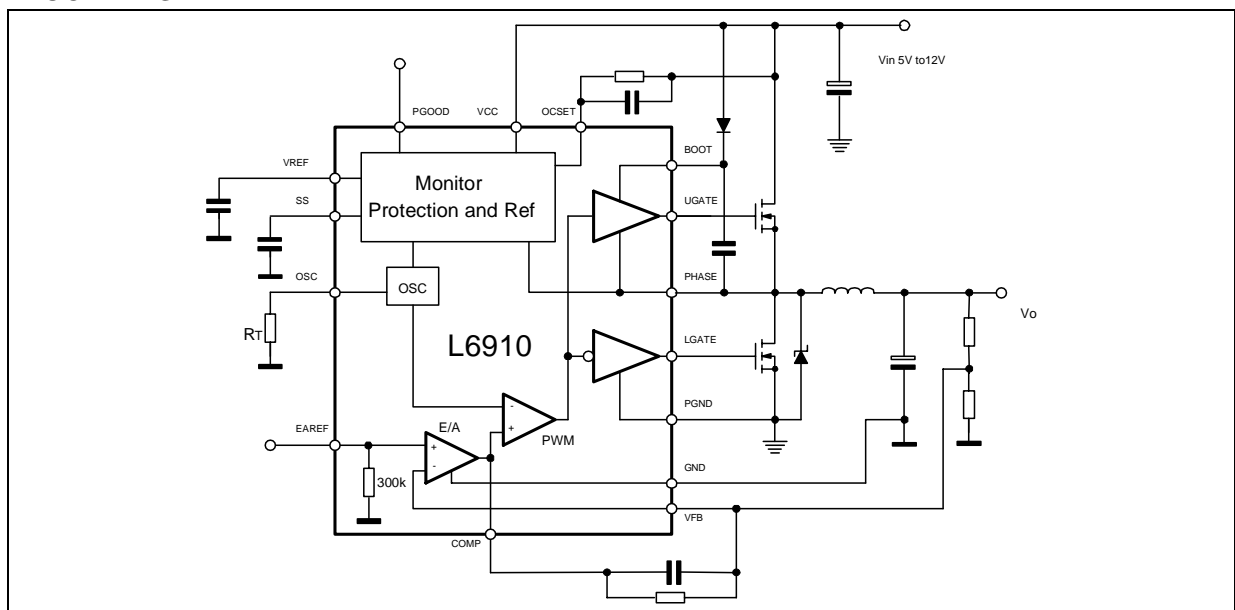 Vin 5V to12V
PGOOD
VCC
OCSET
VREF
Monitor
Protection and Ref
BOOT
SS
UGATE
OSC
OSC
PHASE
RT
L6910
LGATE
EAREF
E/A
PWM
PGND
300k
GND
VFB
COMP
Vo
+
-
-
+